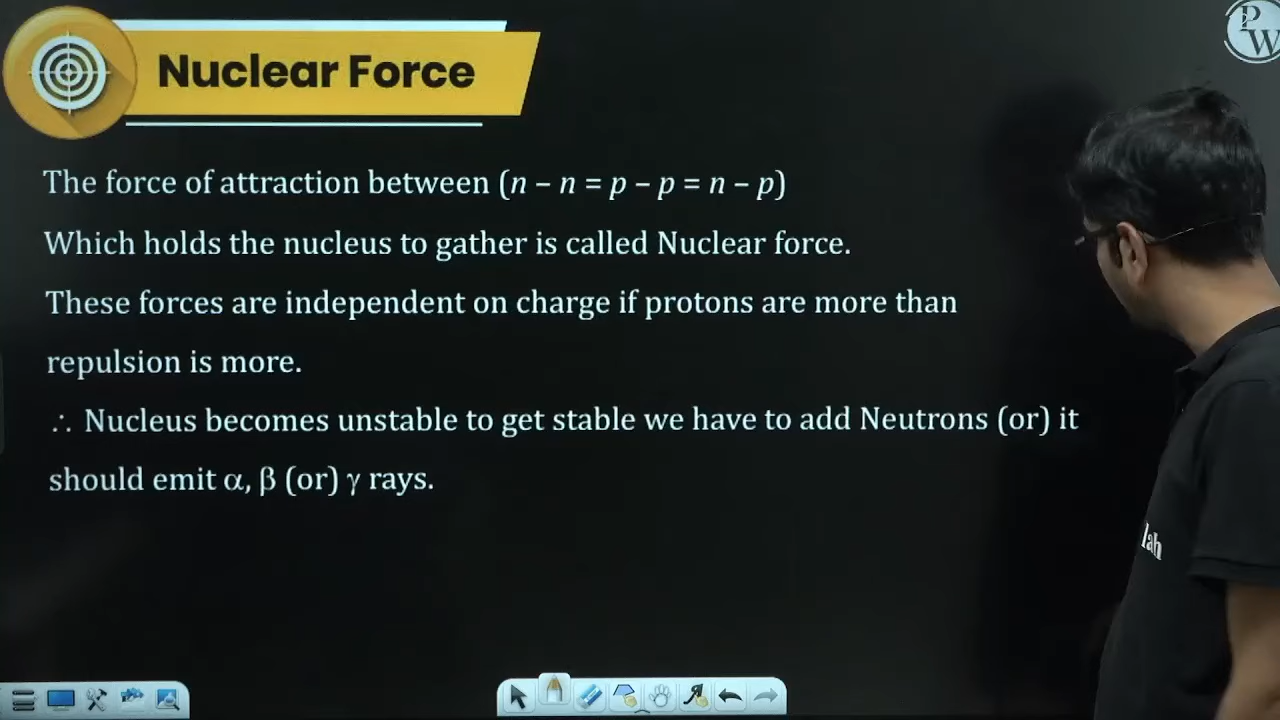 Nuclear Force
P
W
The force of attraction between (n – n = p – p = n – p)
Which holds the nucleus to gather is called Nuclear force.
These forces are independent on charge if protons are more than
repulsion is more.
∴ Nucleus becomes unstable to get stable we have to add Neutrons (or) it
should emit α, β (or) γ rays.
lah